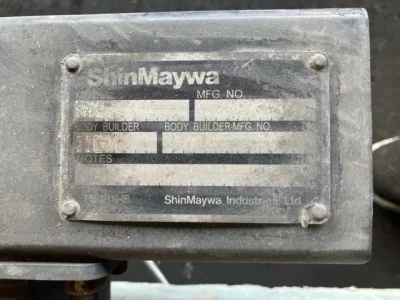 ShinMaywa
MFG. NO.
BODY BUILDER BODY BUILDER MFG. NO.
NOTES
ShinMaywa Industries, Ltd.